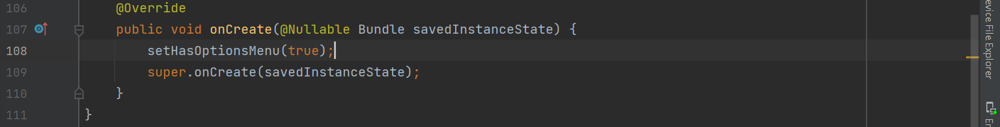 106 @Override
107 public void onCreate(@Nullable Bundle savedInstanceState) {
108 setHasOptionsMenu(true);
109 super.onCreate(savedInstanceState);
110 }
111 }
evice File Explorer